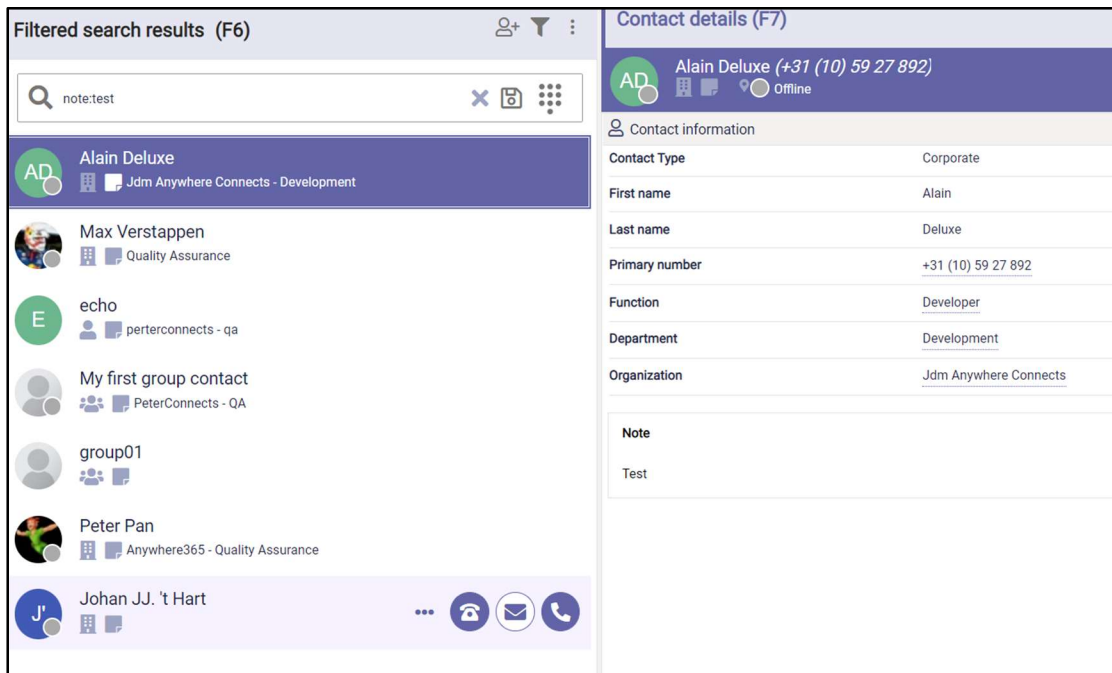 Filtered search results (F6)
note:test
AD
Alain Deluxe
Jdm Anywhere Connects - Development
Max Verstappen
Quality Assurance
E
echo
perterconnects - qa
My first group contact
PeterConnects - QA
group01
Peter Pan
Anywhere365 - Quality Assurance
J'
Johan JJ. 't Hart
Contact details (F7)
AD
Alain Deluxe (+31 (10) 59 27 892)
Offline
Contact information
Contact Type Corporate
First name Alain
Last name Deluxe
Primary number +31 (10) 59 27 892
Function Developer
Department Development
Organization Jdm Anywhere Connects
Note
Test